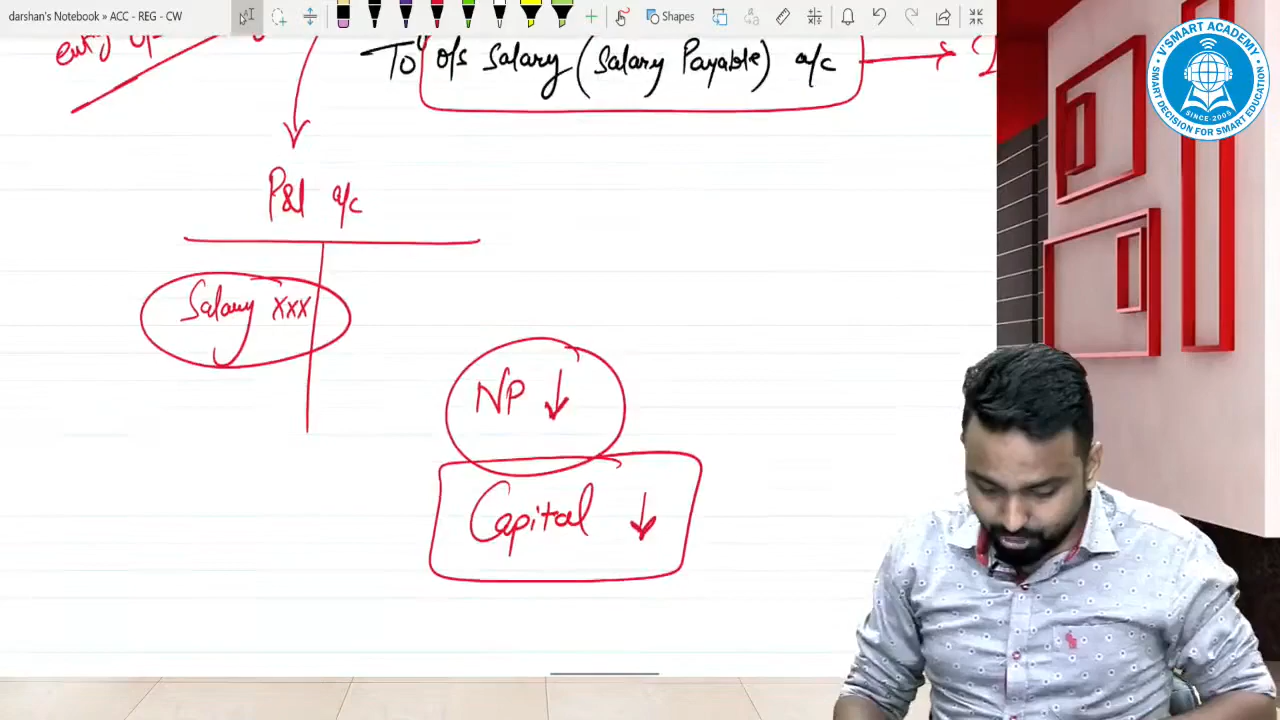 darshan's Notebook » ACC - REG - CW
Shapes
To o/s Salary (Salary Payable) a/c
P&l a/c
Salary xxx
NP ↓
Capital ↓
V'SMART ACADEMY
SINCE-2005
SMART DECISION FOR SMART EDUCATION